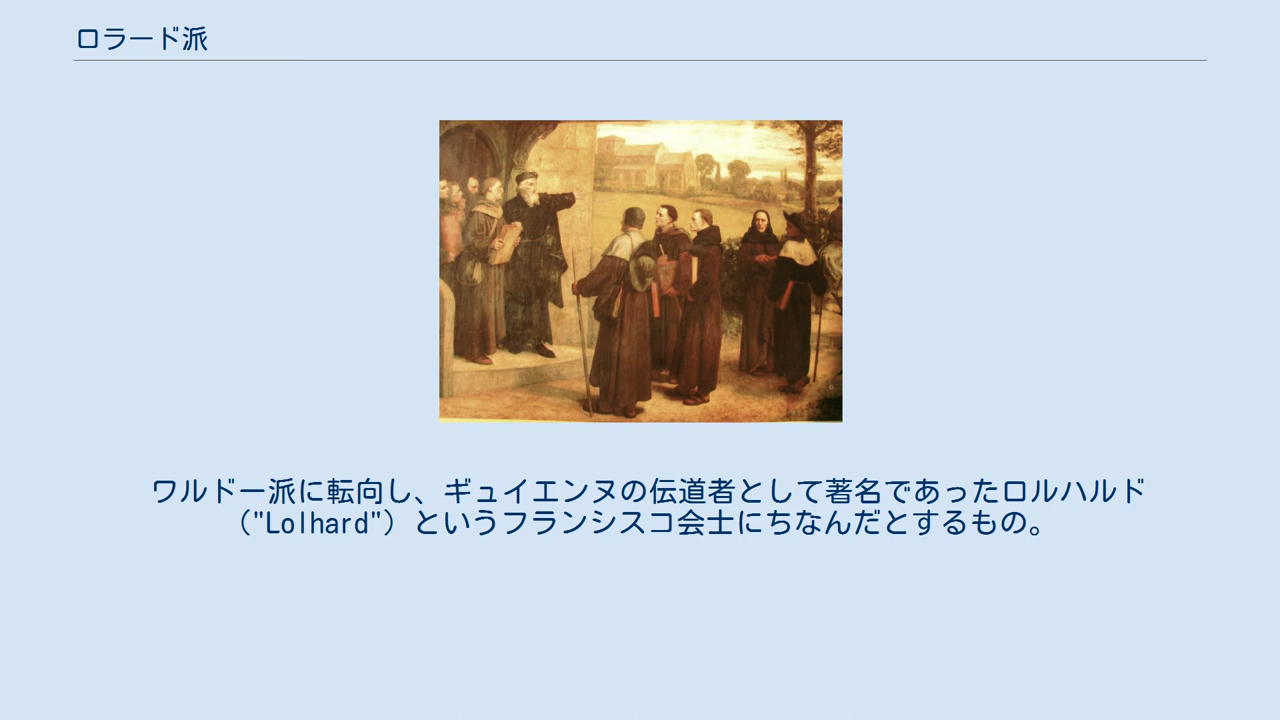 ロラード派
ワルドー派に転向し、ギュイエンヌの伝道者として著名であったロルハルド
（"Lolhard"）というフランシスコ会士にちなんだとするもの。